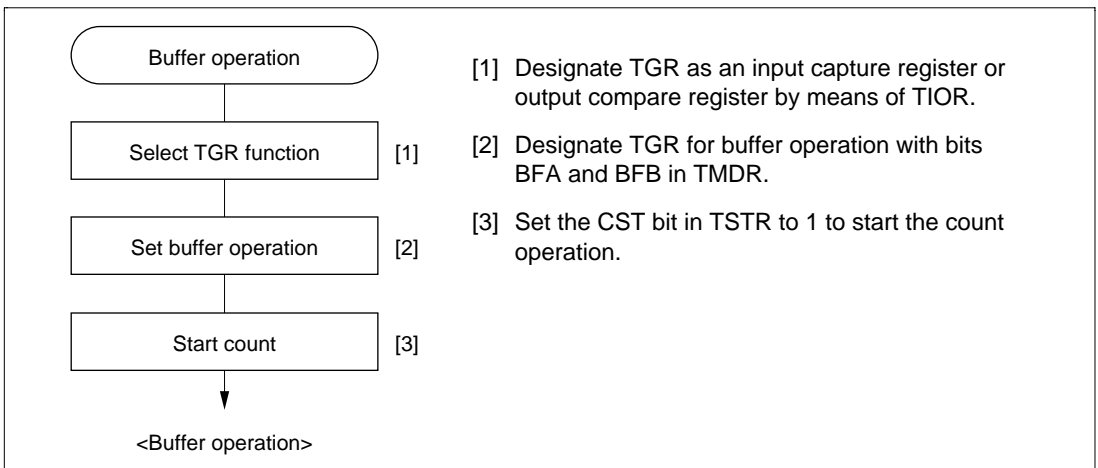 Buffer operation
Select TGR function
[1]
Set buffer operation
[2]
Start count
[3]
<Buffer operation>
[1] Designate TGR as an input capture register or
output compare register by means of TIOR.
[2] Designate TGR for buffer operation with bits
BFA and BFB in TMDR.
[3] Set the CST bit in TSTR to 1 to start the count
operation.